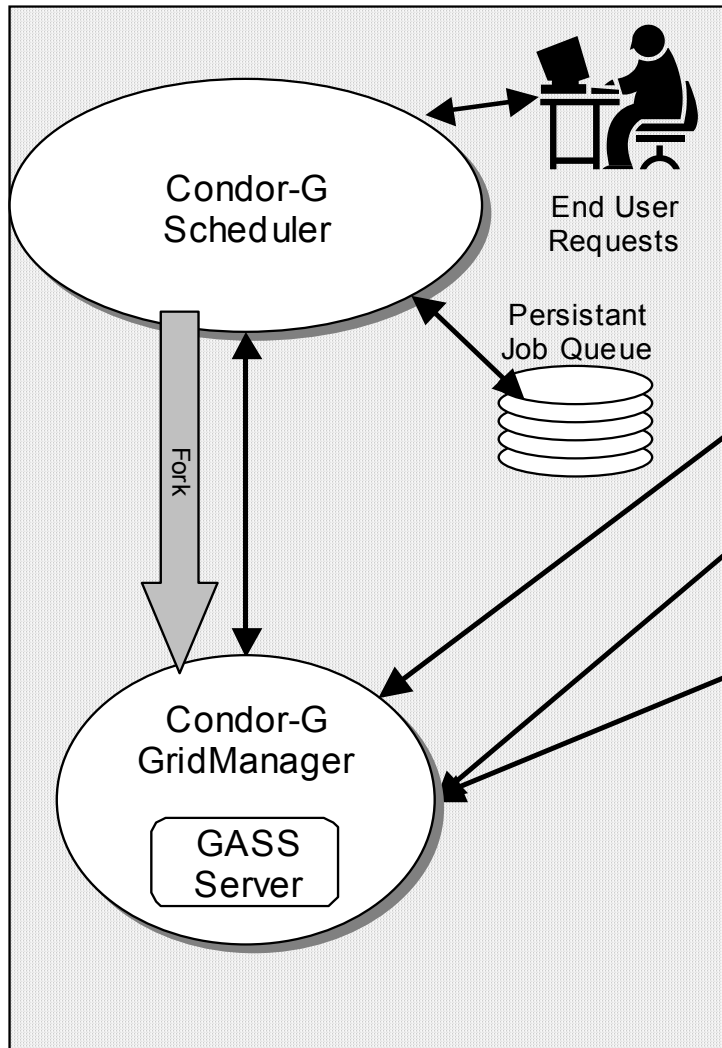 Condor-G
Scheduler
End User
Requests
Persistant
Job Queue
Fork
Condor-G
GridManager
GASS
Server